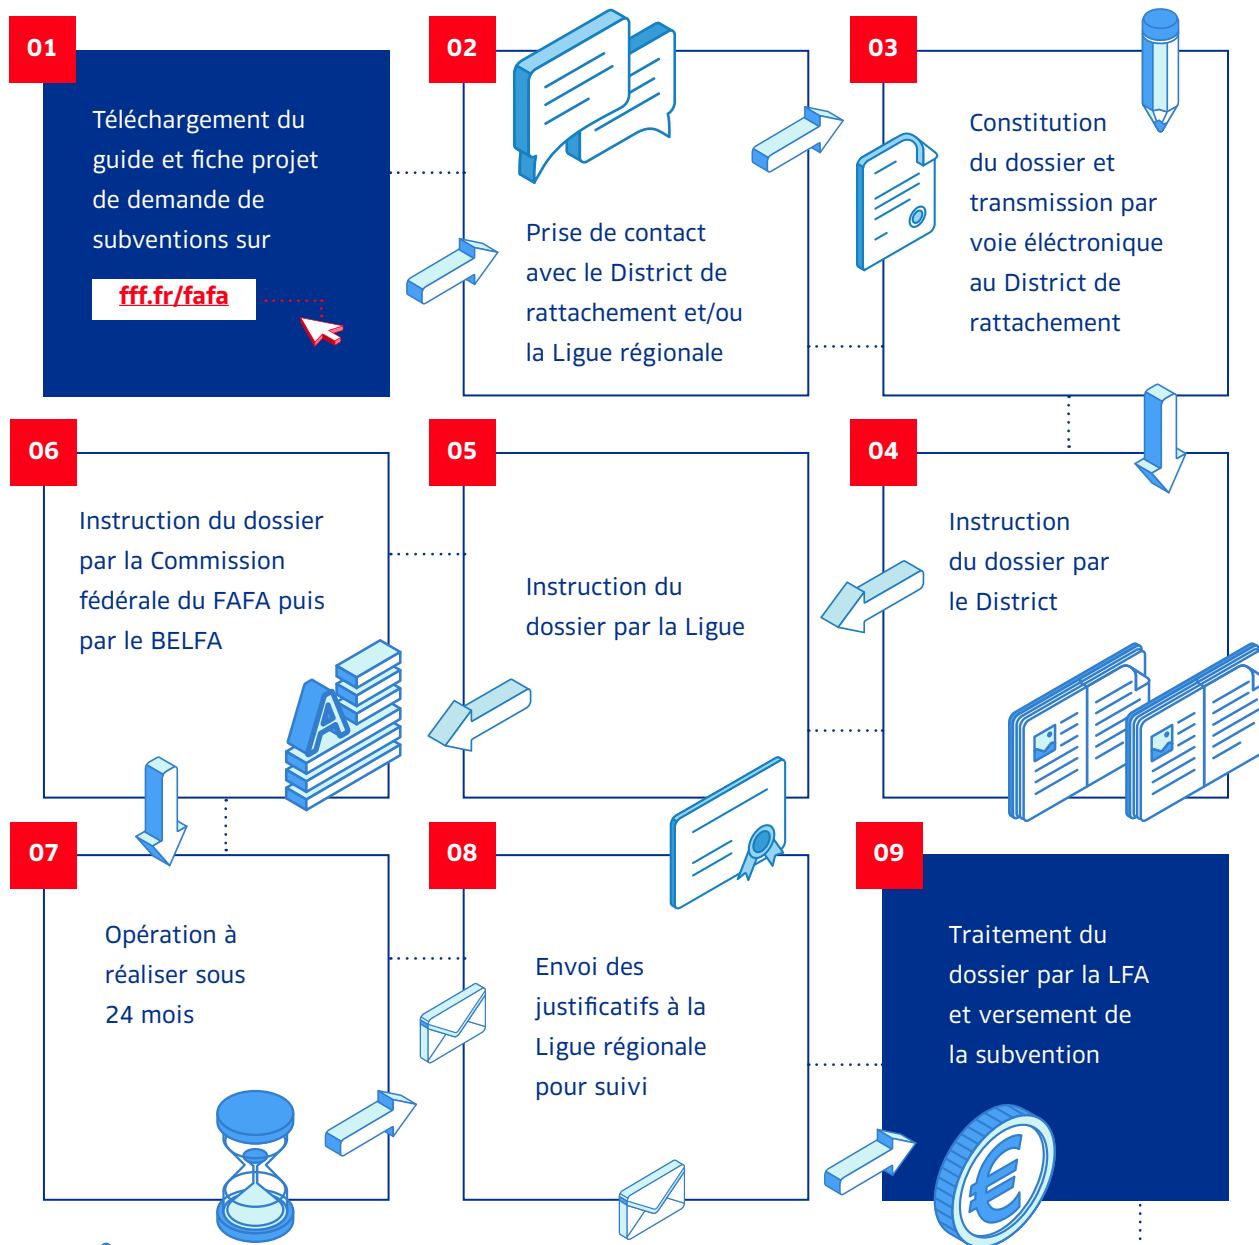 01
Téléchargement du
guide et fiche projet
de demande de
subventions sur
fff.fr/fafa
02
Prise de contact
avec le District de
rattachement et/ou
la Ligue régionale
03
Constitution
du dossier et
transmission par
voie éléctronique
au District de
rattachement
04
Instruction
du dossier par
le District
05
Instruction du
dossier par la Ligue
06
Instruction du dossier
par la Commission
fédérale du FAFA puis
par le BELFA
A
07
Opération à
réaliser sous
24 mois
08
Envoi des
justificatifs à la
Ligue régionale
pour suivi
09
Traitement du
dossier par la LFA
et versement de
la subvention
€